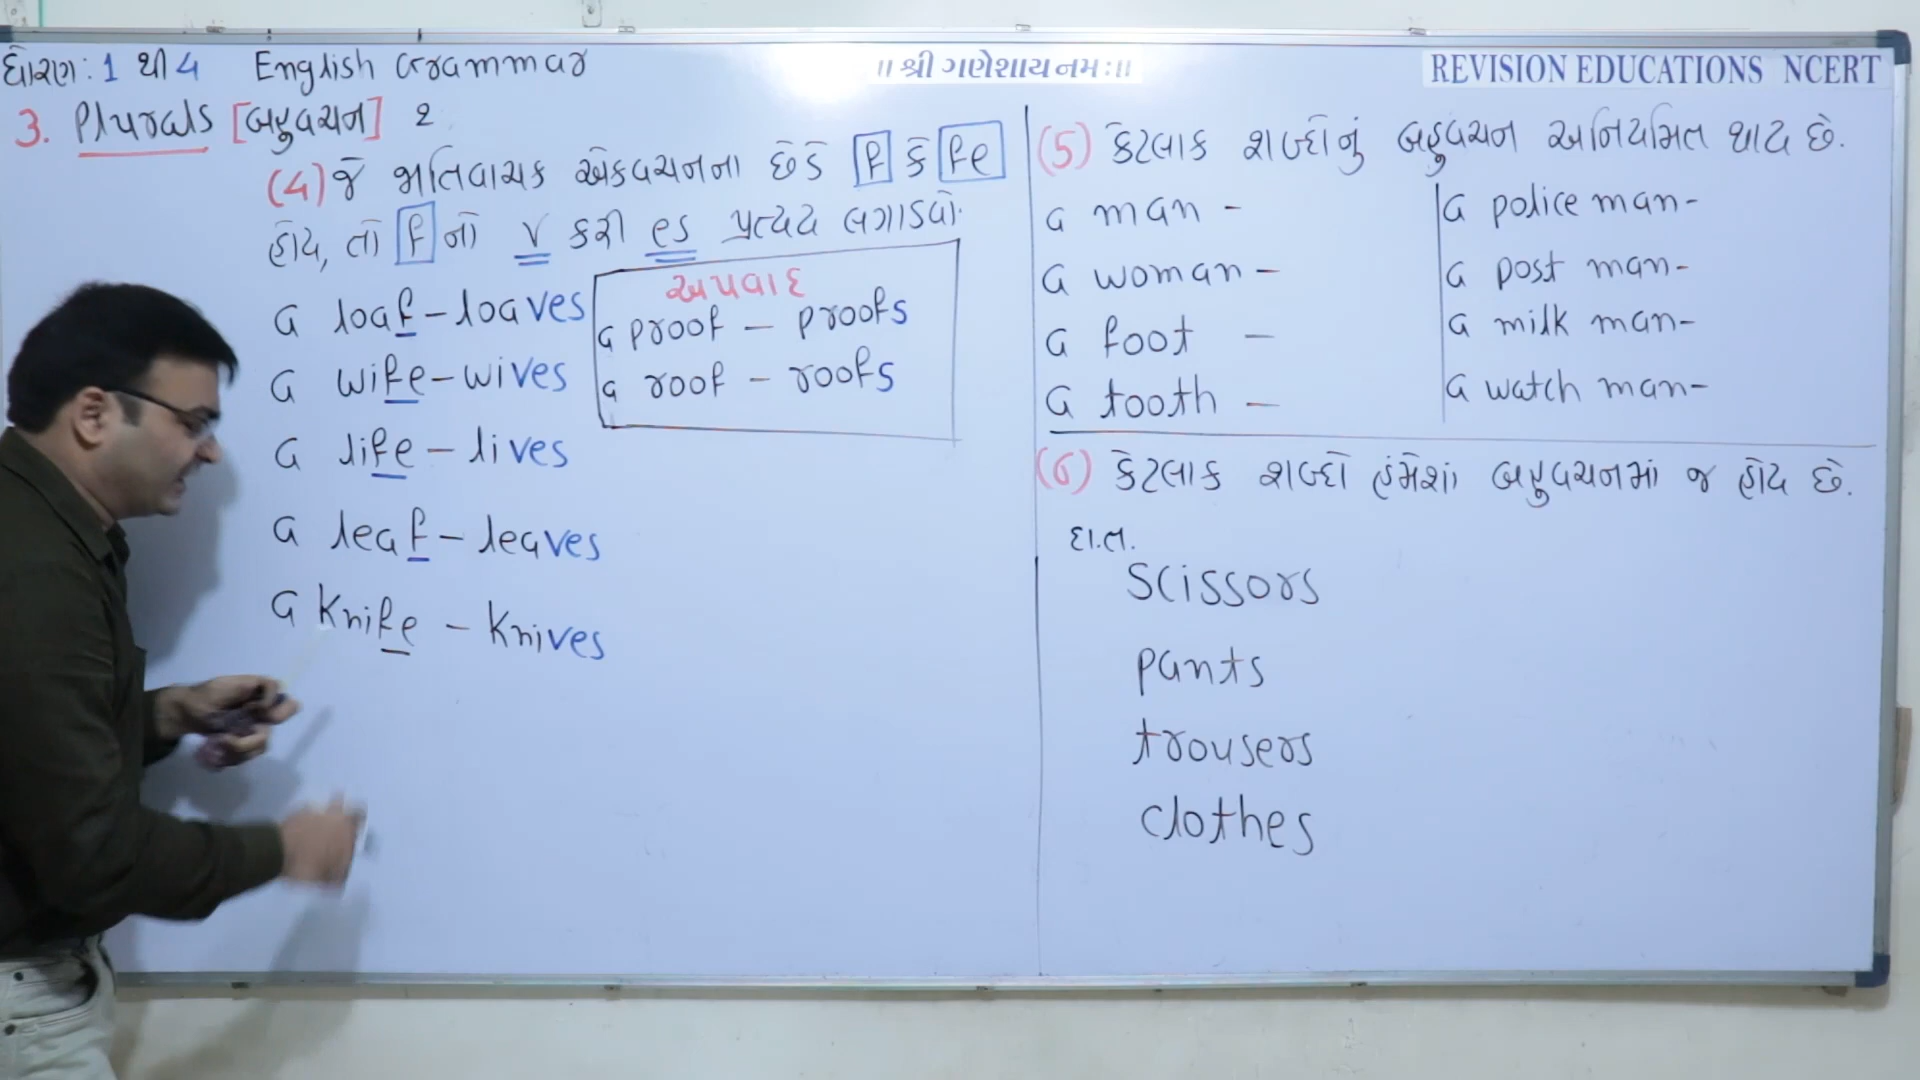 ધોરણ: 1 થી 4 English Grammar
॥ શ્રી ગણેશાય નમઃ ॥
REVISION EDUCATIONS NCERT
3. Plurals [બહુવચન] 2
(4) જે જાતિવાચક એકવચનના છેડે f કે fe
હોય, તો f નો v કરી es પ્રત્યય લગાડવો.
a loaf - loaves
a wife - wives
a life - lives
a leaf - leaves
a knife - knives
અપવાદ
a proof - proofs
a roof - roofs
(5) કેટલાક શબ્દોનું બહુવચન અનિયમિત થાય છે.
a man -
a woman -
a foot -
a tooth -
a police man -
a post man -
a milk man -
a watch man -
(6) કેટલાક શબ્દો હંમેશાં બહુવચનમાં જ હોય છે.
દા.ત.
scissors
pants
trousers
clothes